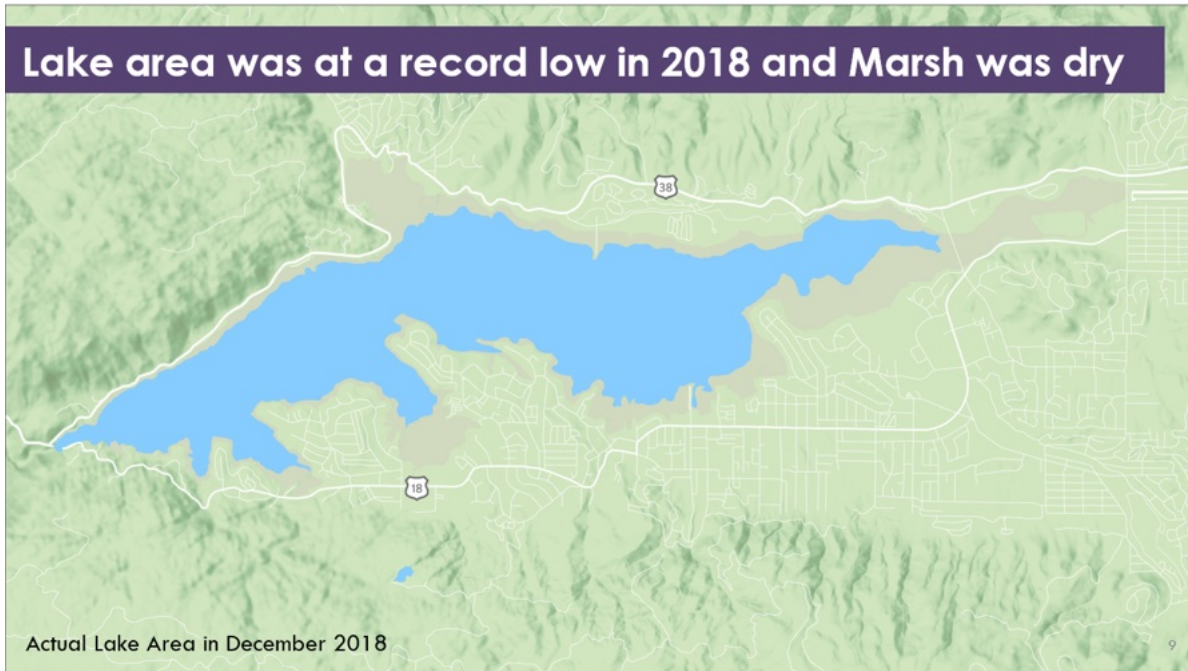 Lake area was at a record low in 2018 and Marsh was dry
38
18
Actual Lake Area in December 2018
9